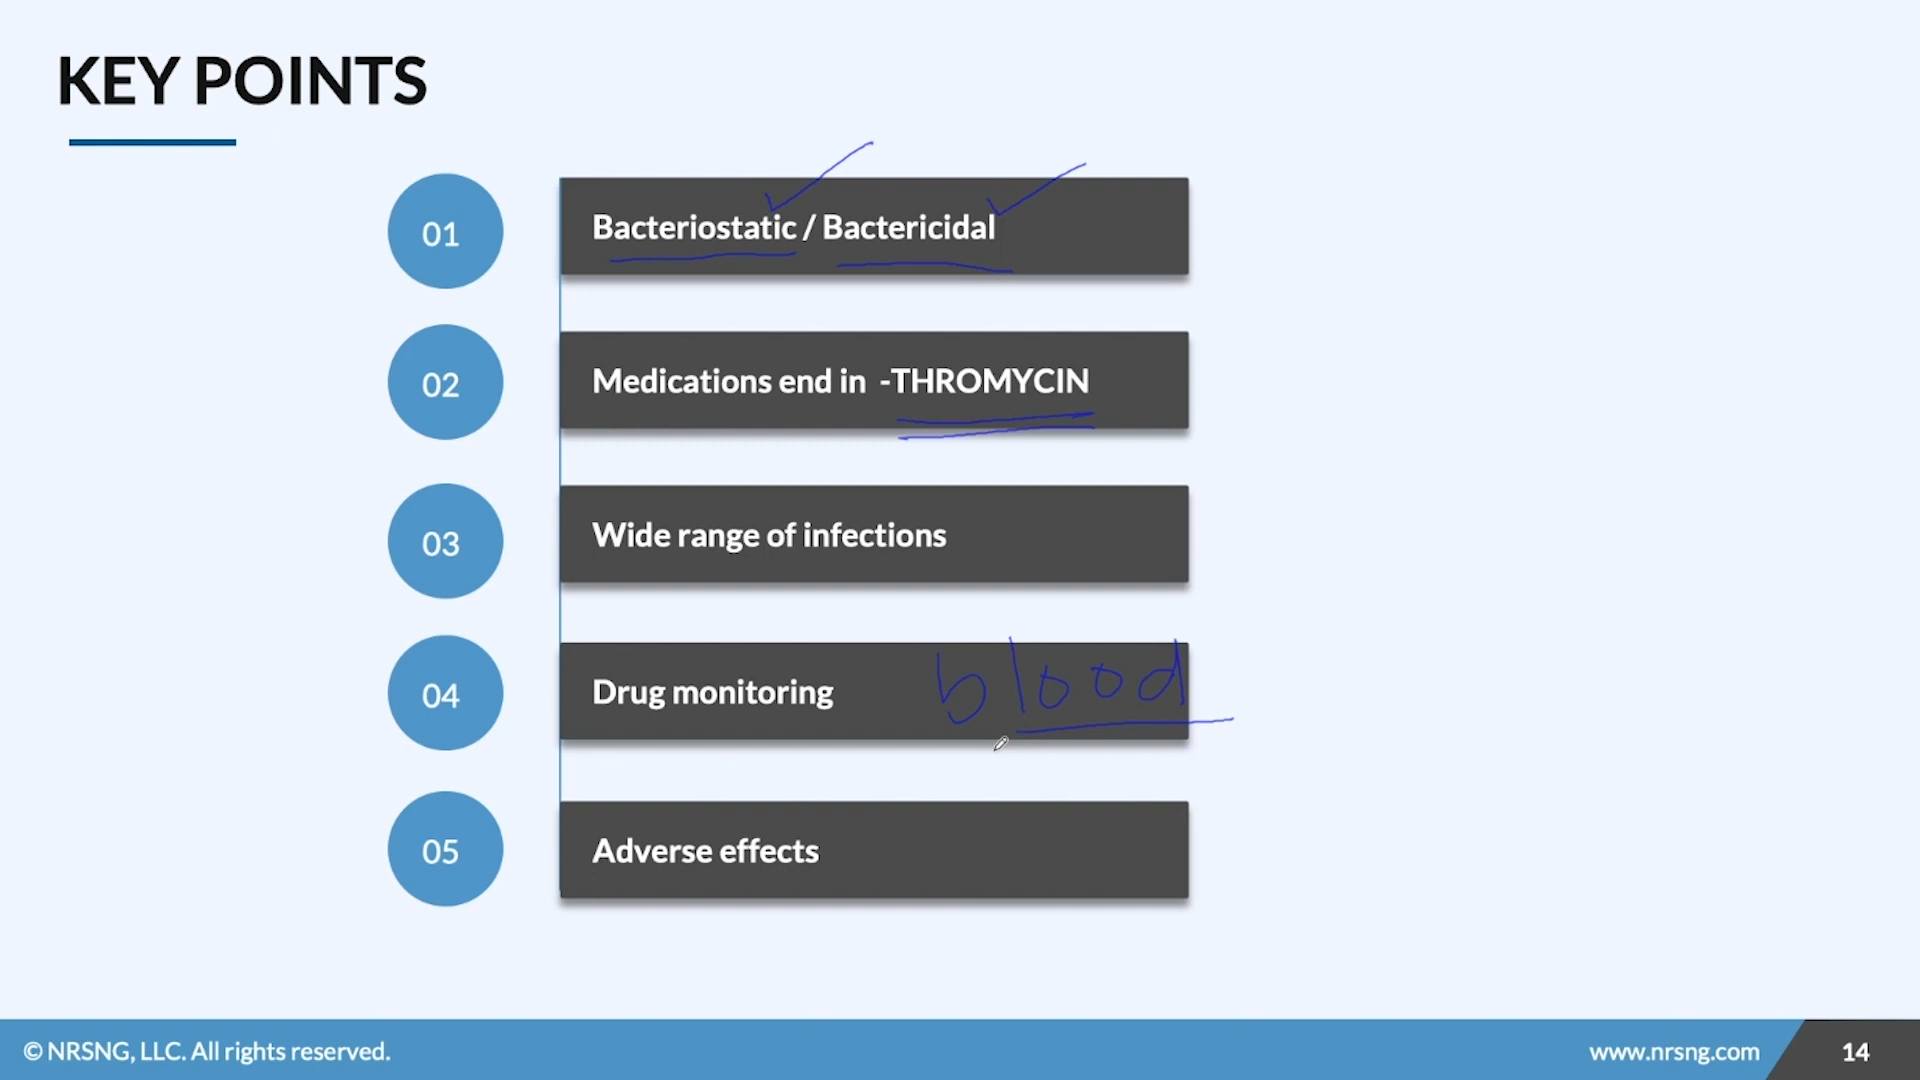 KEY POINTS
01
Bacteriostatic / Bactericidal
02
Medications end in -THROMYCIN
03
Wide range of infections
04
Drug monitoring blood
05
Adverse effects
© NRSNG, LLC. All rights reserved.
www.nrsng.com
14